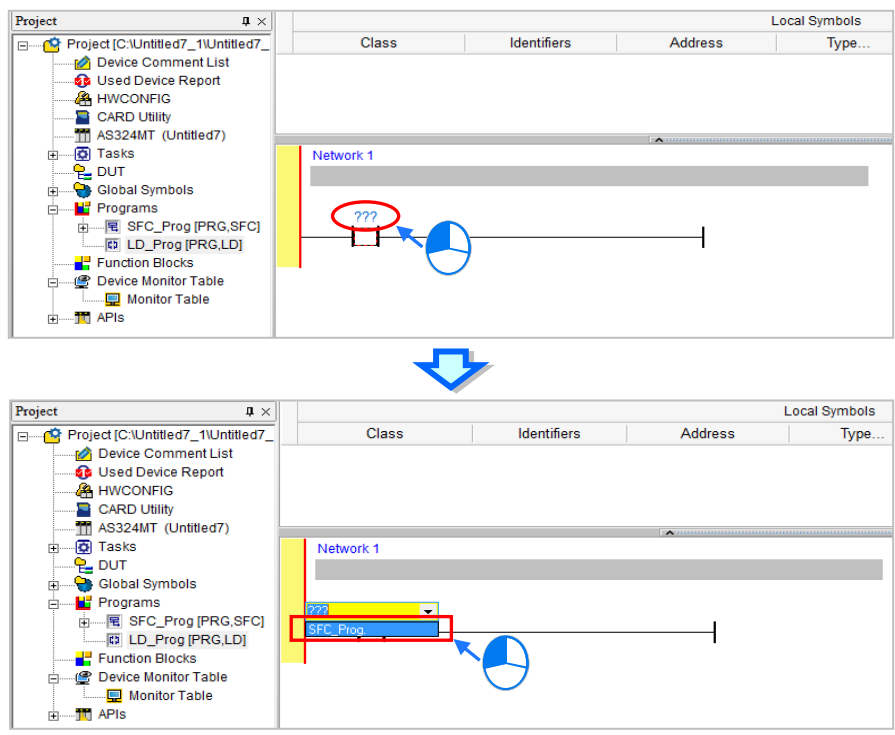 Project
Project [C:\Untitled7_1\Untitled7_
Device Comment List
Used Device Report
HWCONFIG
CARD Utility
AS324MT (Untitled7)
Tasks
DUT
Global Symbols
Programs
SFC_Prog [PRG,SFC]
LD_Prog [PRG,LD]
Function Blocks
Device Monitor Table
Monitor Table
APIs
Local Symbols
Class Identifiers Address Type...
Network 1
???
Project
Project [C:\Untitled7_1\Untitled7_
Device Comment List
Used Device Report
HWCONFIG
CARD Utility
AS324MT (Untitled7)
Tasks
DUT
Global Symbols
Programs
SFC_Prog [PRG,SFC]
LD_Prog [PRG,LD]
Function Blocks
Device Monitor Table
Monitor Table
APIs
Local Symbols
Class Identifiers Address Type...
Network 1
???
SFC_Prog.